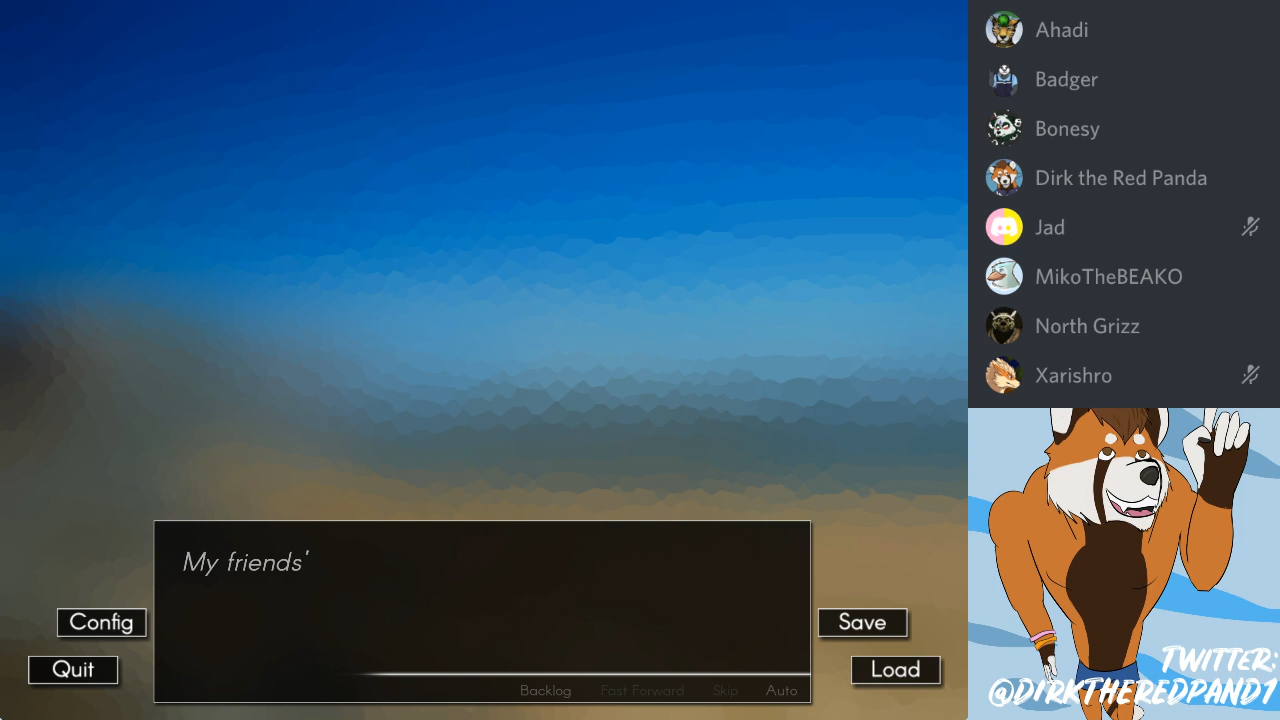 Ahadi
Badger
Bonesy
Dirk the Red Panda
Jad
MikoTheBEAKO
North Grizz
Xarishro
My friends'
Config
Quit
Save
Load
Backlog Fast Forward Skip Auto
TWITTER:
@DIRKTHEREDPAND1